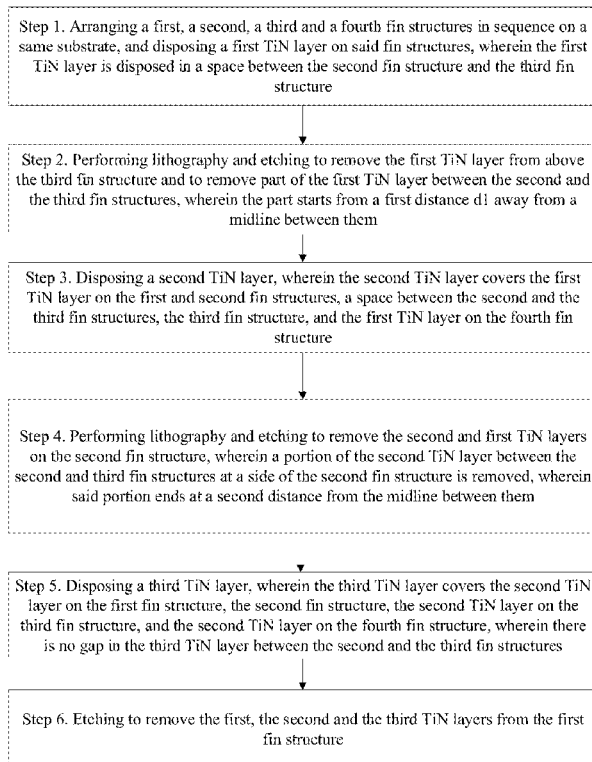 Step 1. Arranging a first, a second, a third and a fourth fin structures in sequence on a
same substrate, and disposing a first TiN layer on said fin structures, wherein the first
TiN layer is disposed in a space between the second fin structure and the third fin
structure
Step 2. Performing lithography and etching to remove the first TiN layer from above
the third fin structure and to remove part of the first TiN layer between the second and
the third fin structures, wherein the part starts from a first distance d1 away from a
midline between them
Step 3. Disposing a second TiN layer, wherein the second TiN layer covers the first
TiN layer on the first and second fin structures, a space between the second and the
third fin structures, the third fin structure, and the first TiN layer on the fourth fin
structure
Step 4. Performing lithography and etching to remove the second and first TiN layers
on the second fin structure, wherein a portion of the second TiN layer between the
second and third fin structures at a side of the second fin structure is removed, wherein
said portion ends at a second distance from the midline between them
Step 5. Disposing a third TiN layer, wherein the third TiN layer covers the second TiN
layer on the first fin structure, the second fin structure, the second TiN layer on the
third fin structure, and the second TiN layer on the fourth fin structure, wherein there
is no gap in the third TiN layer between the second and the third fin structures
Step 6. Etching to remove the first, the second and the third TiN layers from the first
fin structure